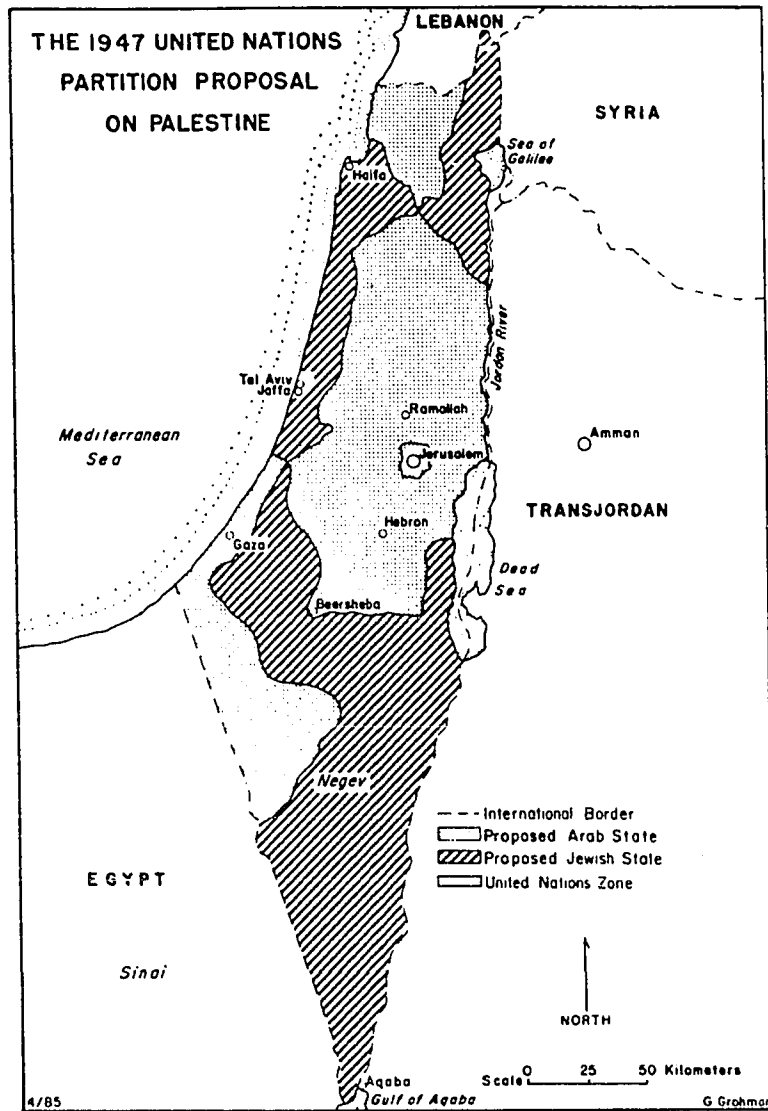 THE 1947 UNITED NATIONS
PARTITION PROPOSAL
ON PALESTINE
LEBANON
SYRIA
Sea of
Galilee
Haifa
Jordan River
Tel Aviv
Jaffa
Ramallah
Amman
Mediterranean
Sea
Jerusalem
TRANSJORDAN
Hebron
Gaza
Dead
Sea
Beersheba
Negev
International Border
Proposed Arab State
Proposed Jewish State
United Nations Zone
EGYPT
Sinai
NORTH
Scale 0 25 50 Kilometers
Aqaba
Gulf of Aqaba
4/85
G Grohman